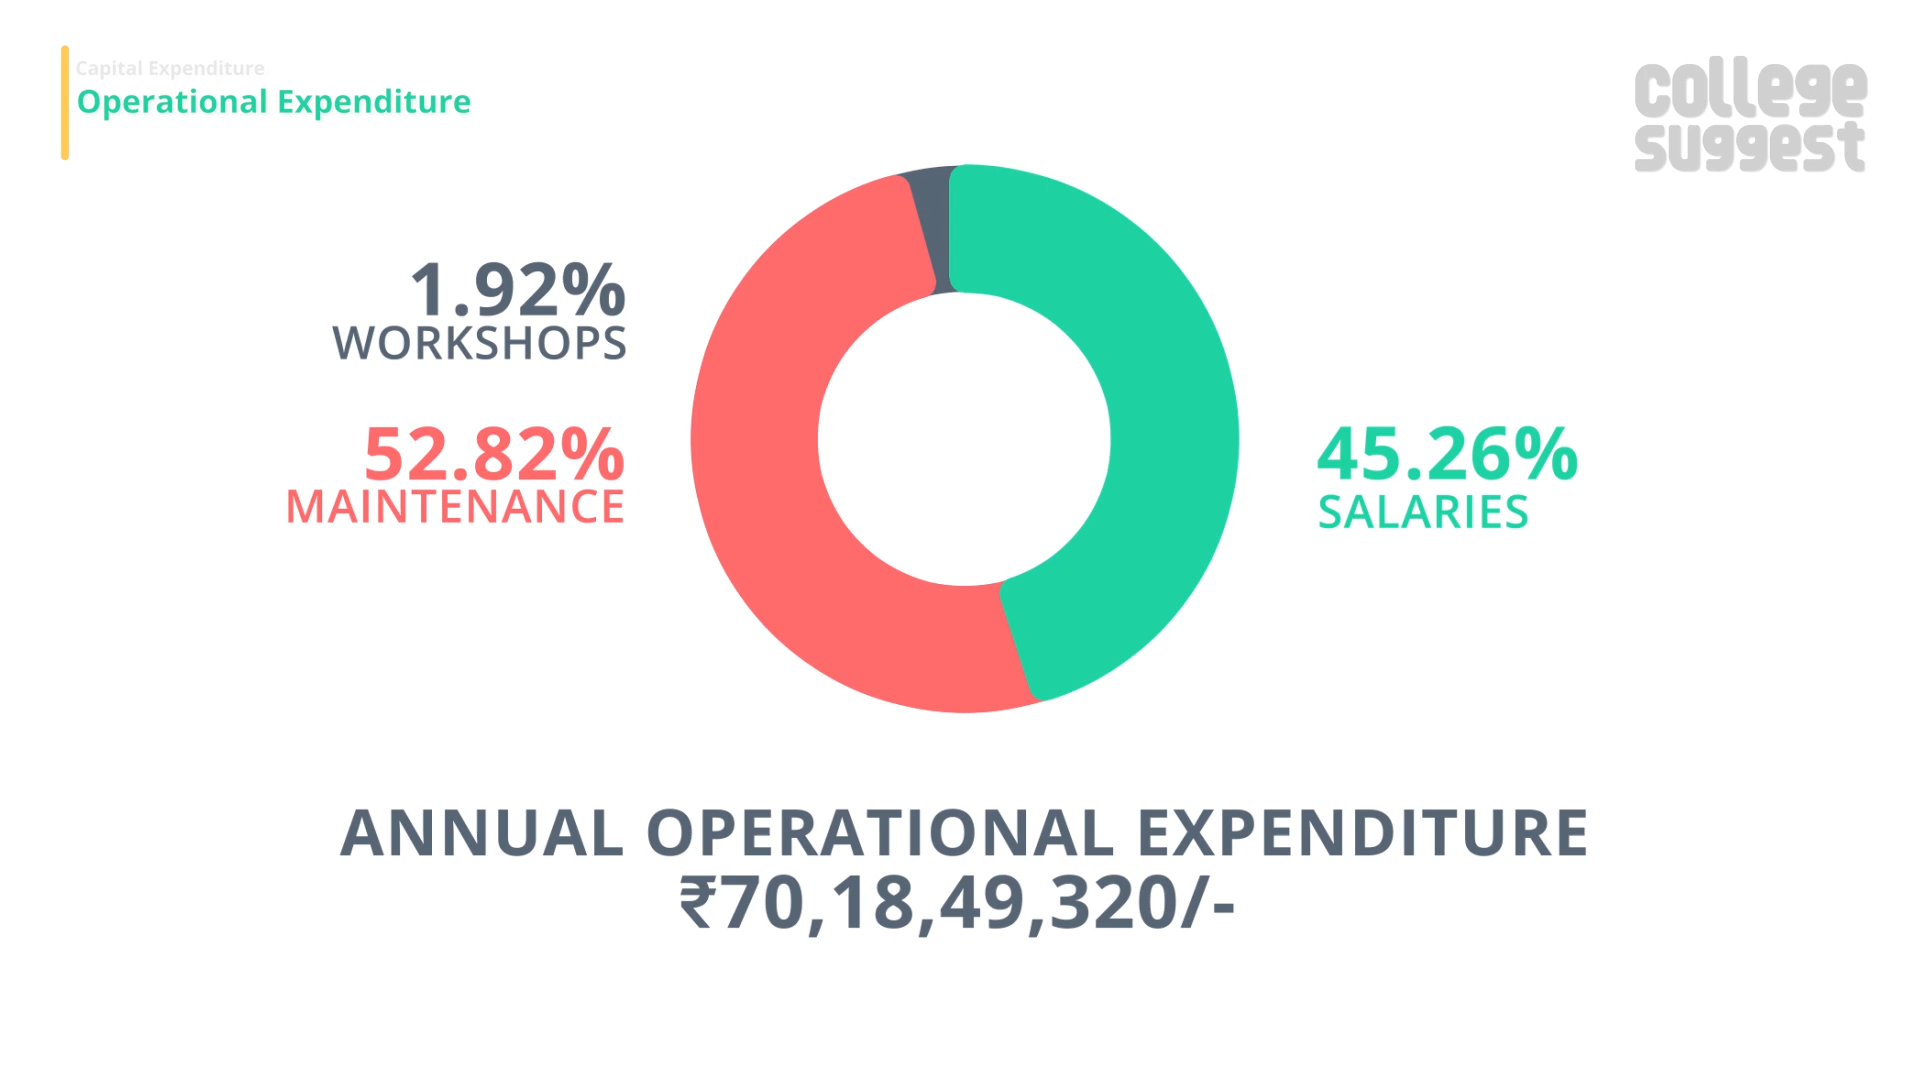 Capital Expenditure
Operational Expenditure
college
suggest
1.92%
WORKSHOPS
52.82%
MAINTENANCE
45.26%
SALARIES
ANNUAL OPERATIONAL EXPENDITURE
₹70,18,49,320/-